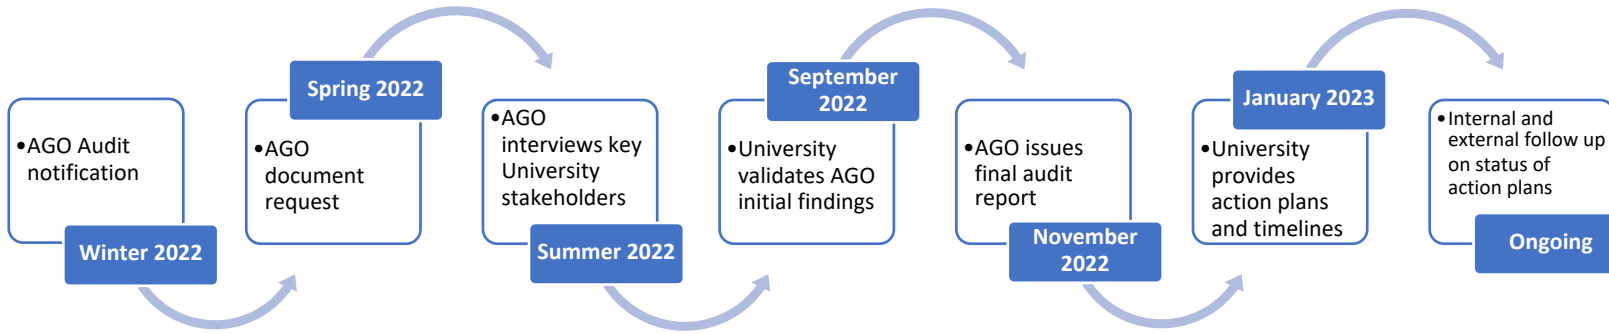 •AGO Audit
notification
Winter 2022
Spring 2022
•AGO
document
request
•AGO
interviews key
University
stakeholders
Summer 2022
September
2022
•University
validates AGO
initial findings
•AGO issues
final audit
report
November
2022
January 2023
•University
provides
action plans
and timelines
•Internal and
external follow up
on status of
action plans
Ongoing